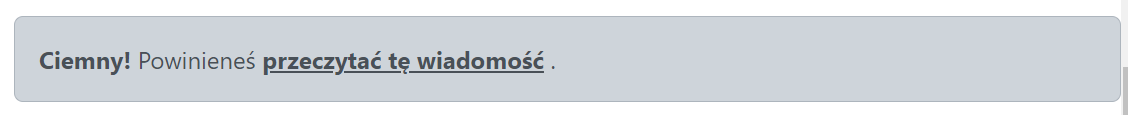 Ciemny! Powinieneś przeczytać tę wiadomość .